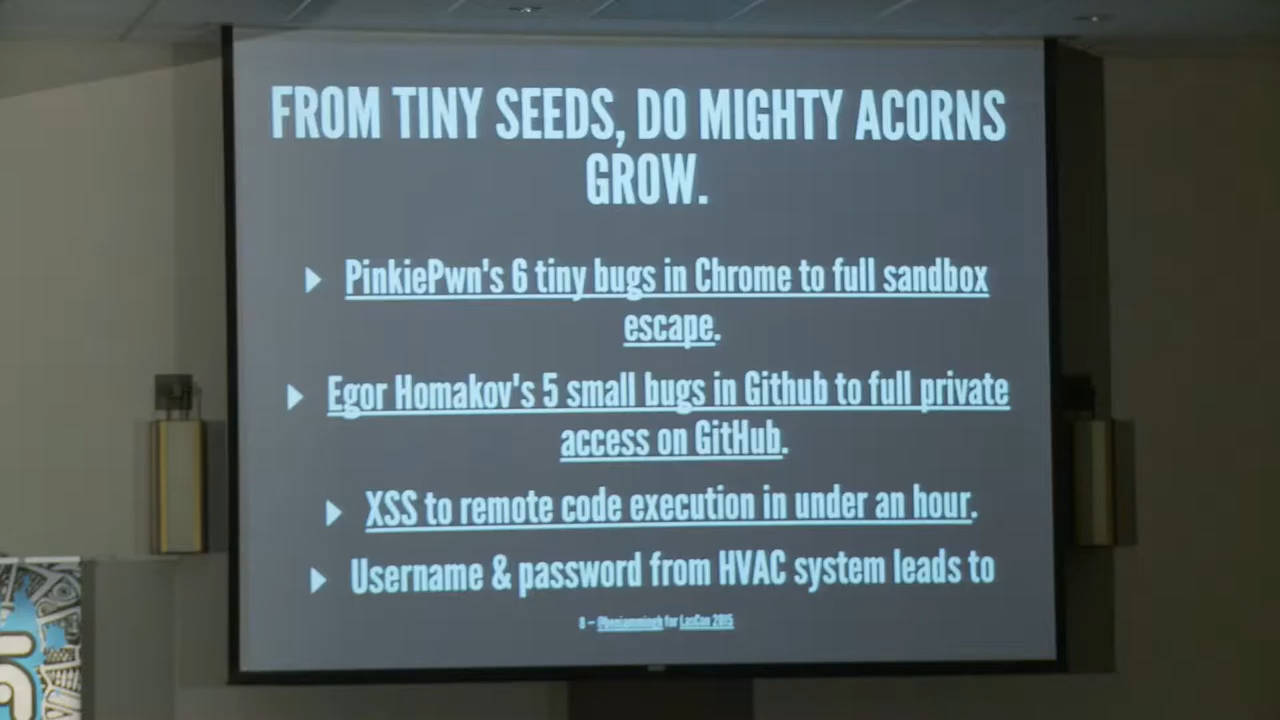 FROM TINY SEEDS, DO MIGHTY ACORNS
GROW.
PinkiePwn's 6 tiny bugs in Chrome to full sandbox
escape.
Egor Homakov's 5 small bugs in Github to full private
access on GitHub.
XSS to remote code execution in under an hour.
Username & password from HVAC system leads to
8 — @benjammingh for LasCon 2015